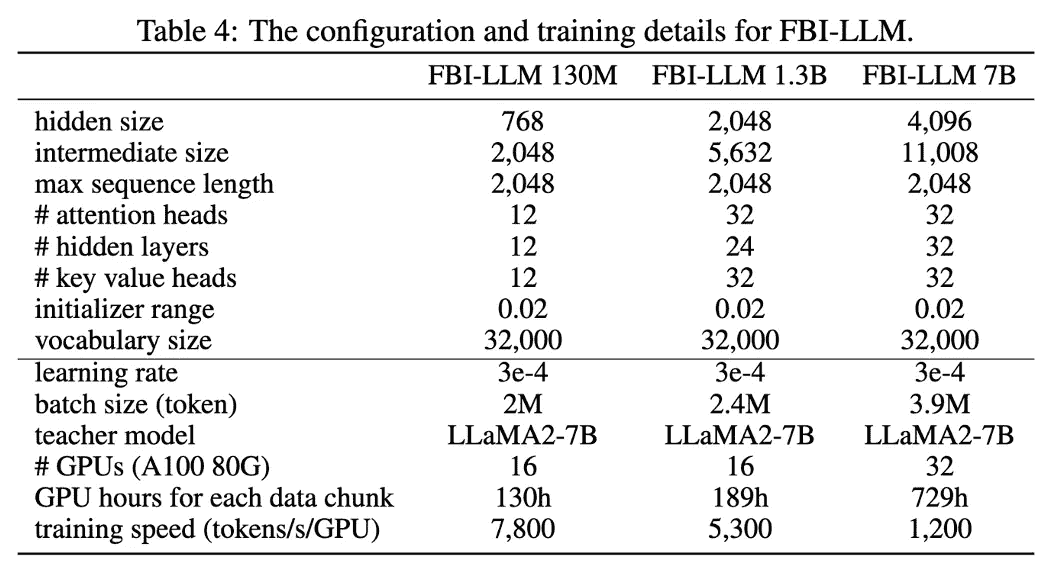 Table 4: The configuration and training details for FBI-LLM.
FBI-LLM 130M FBI-LLM 1.3B FBI-LLM 7B
hidden size 768 2,048 4,096
intermediate size 2,048 5,632 11,008
max sequence length 2,048 2,048 2,048
# attention heads 12 32 32
# hidden layers 12 24 32
# key value heads 12 32 32
initializer range 0.02 0.02 0.02
vocabulary size 32,000 32,000 32,000
learning rate 3e-4 3e-4 3e-4
batch size (token) 2M 2.4M 3.9M
teacher model LLaMA2-7B LLaMA2-7B LLaMA2-7B
# GPUs (A100 80G) 16 16 32
GPU hours for each data chunk 130h 189h 729h
training speed (tokens/s/GPU) 7,800 5,300 1,200